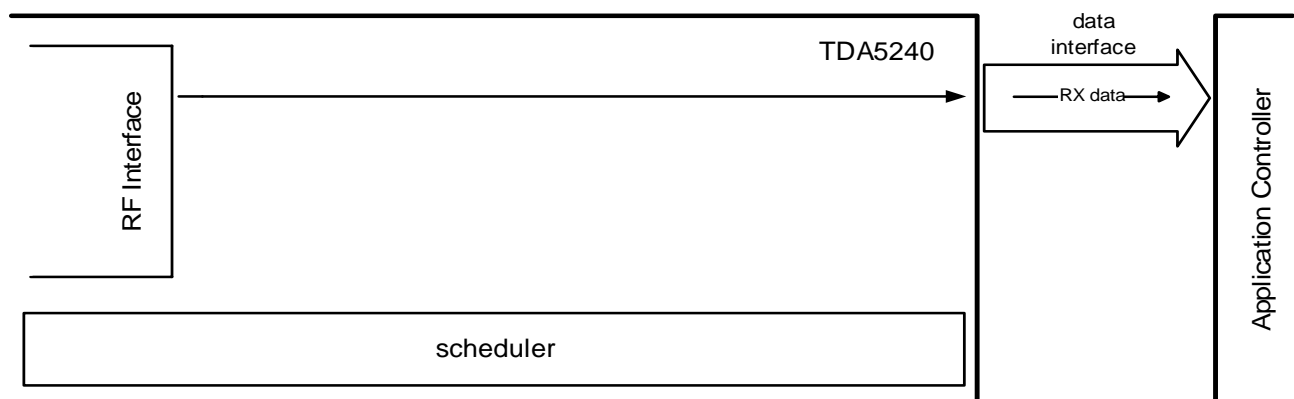 TDA5240
data
interface
RX data
RF Interface
Application Controller
scheduler